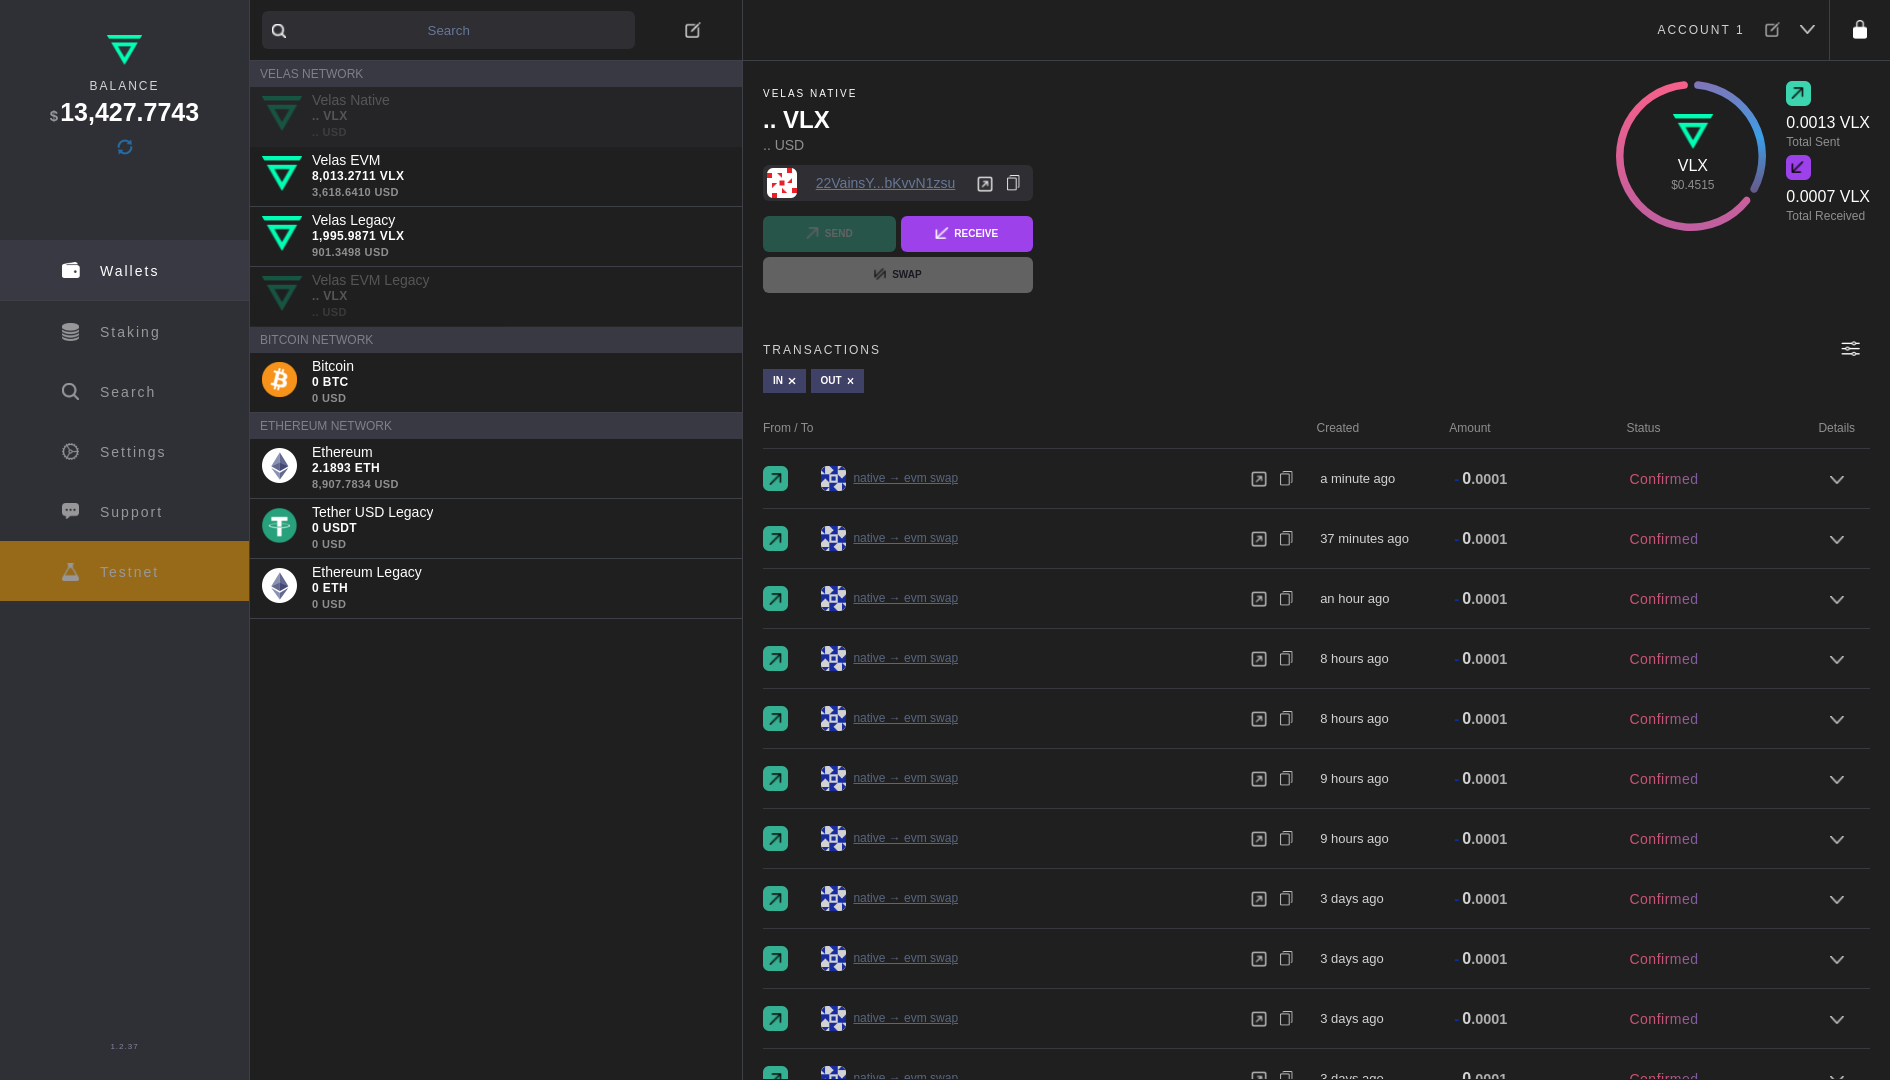 BALANCE
$13,427.7743
Wallets
Staking
Search
Settings
Support
Testnet
1.2.37
Search
VELAS NETWORK
Velas Native
.. VLX
.. USD
Velas EVM
8,013.2711 VLX
3,618.6410 USD
Velas Legacy
1,995.9871 VLX
901.3498 USD
Velas EVM Legacy
.. VLX
.. USD
BITCOIN NETWORK
Bitcoin
0 BTC
0 USD
ETHEREUM NETWORK
Ethereum
2.1893 ETH
8,907.7834 USD
Tether USD Legacy
0 USDT
0 USD
Ethereum Legacy
0 ETH
0 USD
ACCOUNT 1
VELAS NATIVE
.. VLX
.. USD
22VainsY...bKvvN1zsu
SEND
RECEIVE
SWAP
VLX
$0.4515
0.0013 VLX
Total Sent
0.0007 VLX
Total Received
TRANSACTIONS
IN ×
OUT ×
From / To Created Amount Status Details
native → evm swap a minute ago - 0.0001 Confirmed
native → evm swap 37 minutes ago - 0.0001 Confirmed
native → evm swap an hour ago - 0.0001 Confirmed
native → evm swap 8 hours ago - 0.0001 Confirmed
native → evm swap 8 hours ago - 0.0001 Confirmed
native → evm swap 9 hours ago - 0.0001 Confirmed
native → evm swap 9 hours ago - 0.0001 Confirmed
native → evm swap 3 days ago - 0.0001 Confirmed
native → evm swap 3 days ago - 0.0001 Confirmed
native → evm swap 3 days ago - 0.0001 Confirmed
native → evm swap 3 days ago - 0.0001 Confirmed